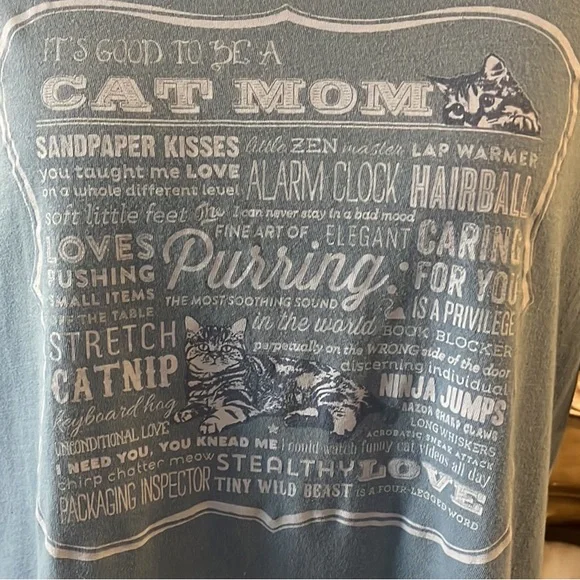 IT'S GOOD TO BE A
CAT MOM
SANDPAPER KISSES
little ZEN master
LAP WARMER
you taught me LOVE
on a whole different level
ALARM CLOCK
HAIRBALL
soft little feet
I can never stay in a bad mood
FINE ART OF
ELEGANT
CARING
FOR YOU
IS A PRIVILEGE
LOVES
PUSHING
SMALL ITEMS
OFF THE TABLE
Purring
THE MOST SOOTHING SOUND
in the world
BOOK BLOCKER
STRETCH
perpetually on the WRONG side of the door
discerning individual
CATNIP
NINJA JUMPS
keyboard hog
RAZOR SHARP CLAWS
LONG WHISKERS
UNCONDITIONAL LOVE
ACROBATIC SNEAK ATTACK
I NEED YOU, YOU KNEAD ME
I could watch funny cat videos all day
chirp chatter meow
STEALTHY
LOVE
PACKAGING INSPECTOR
TINY WILD BEAST
IS A FOUR-LEGGED WORD